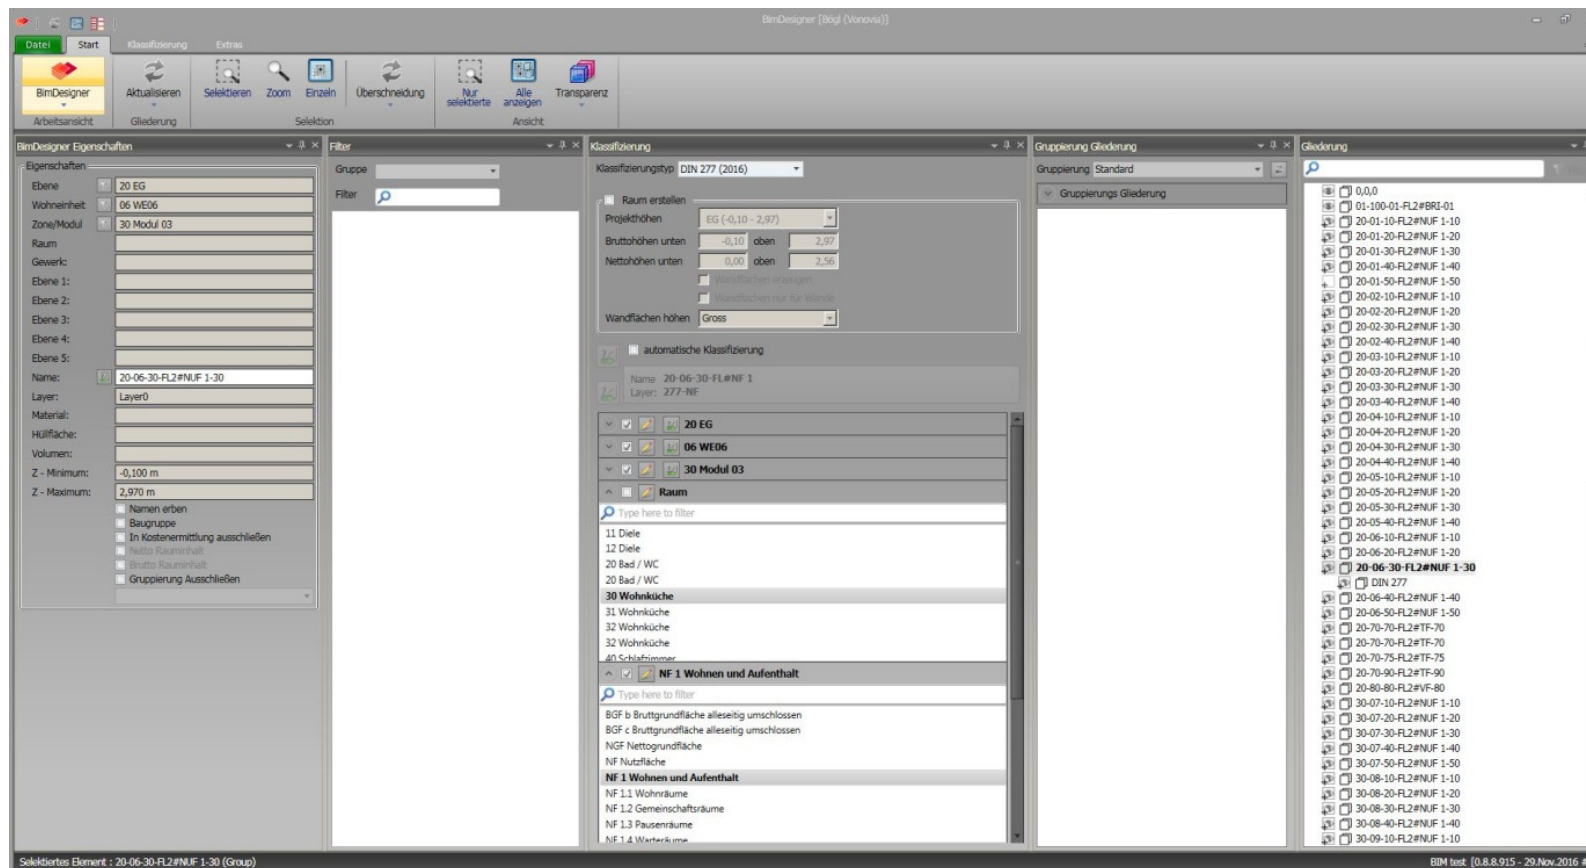 BimDesigner [Bögl (Vonovia)]
Datei Start Klassifizierung Extras
BimDesigner Aktualisieren Selektieren Zoom Einzeln Überschneidung Nur selektierte Alle anzeigen Transparenz
Arbeitsansicht Gliederung Selektion Ansicht
BimDesigner Eigenschaften
Eigenschaften
Ebene 20 EG
Wohneinheit 06 WE06
Zone/Modul 30 Modul 03
Raum
Gewerk:
Ebene 1:
Ebene 2:
Ebene 3:
Ebene 4:
Ebene 5:
Name: 20-06-30-FL2#NUF 1-30
Layer: Layer0
Material:
Hüllfläche:
Volumen:
Z - Minimum: -0,100 m
Z - Maximum: 2,970 m
Namen erben
Baugruppe
In Kostenermittlung ausschließen
Netto Rauminhalt
Brutto Rauminhalt
Gruppierung Ausschließen
Filter
Gruppe
Filter
Klassifizierung
Klassifizierungstyp DIN 277 (2016)
Raum erstellen
Projekthöhen EG (-0,10 - 2,97)
Bruttohöhen unten -0,10 oben 2,97
Nettohöhen unten 0,00 oben 2,56
Wandflächen erzeugen
Wandflächen nur für Wände
Wandflächen höhen Gross
automatische Klassifizierung
Name 20-06-30-FL#NF 1
Layer: 277-NF
20 EG
06 WE06
30 Modul 03
Raum
Type here to filter
11 Diele
12 Diele
20 Bad / WC
20 Bad / WC
30 Wohnküche
31 Wohnküche
32 Wohnküche
32 Wohnküche
40 Schlafzimmer
NF 1 Wohnen und Aufenthalt
Type here to filter
BGF b Bruttgrundfläche alleseitig umschlossen
BGF c Bruttgrundfläche alleseitig umschlossen
NGF Nettogrundfläche
NF Nutzfläche
NF 1 Wohnen und Aufenthalt
NF 1.1 Wohnräume
NF 1.2 Gemeinschaftsräume
NF 1.3 Pausenräume
NF 1.4 Warteräume
Gruppierung Gliederung
Gruppierung Standard
Gruppierungs Gliederung
Gliederung
0,0,0
01-100-01-FL2#BRI-01
20-01-10-FL2#NUF 1-10
20-01-20-FL2#NUF 1-20
20-01-30-FL2#NUF 1-30
20-01-40-FL2#NUF 1-40
20-01-50-FL2#NUF 1-50
20-02-10-FL2#NUF 1-10
20-02-20-FL2#NUF 1-20
20-02-30-FL2#NUF 1-30
20-02-40-FL2#NUF 1-40
20-03-10-FL2#NUF 1-10
20-03-20-FL2#NUF 1-20
20-03-30-FL2#NUF 1-30
20-03-40-FL2#NUF 1-40
20-04-10-FL2#NUF 1-10
20-04-20-FL2#NUF 1-20
20-04-30-FL2#NUF 1-30
20-04-40-FL2#NUF 1-40
20-05-10-FL2#NUF 1-10
20-05-20-FL2#NUF 1-20
20-05-30-FL2#NUF 1-30
20-05-40-FL2#NUF 1-40
20-06-10-FL2#NUF 1-10
20-06-20-FL2#NUF 1-20
20-06-30-FL2#NUF 1-30
DIN 277
20-06-40-FL2#NUF 1-40
20-06-50-FL2#NUF 1-50
20-70-70-FL2#TF-70
20-70-70-FL2#TF-70
20-70-75-FL2#TF-75
20-70-90-FL2#TF-90
20-80-80-FL2#VF-80
30-07-10-FL2#NUF 1-10
30-07-20-FL2#NUF 1-20
30-07-30-FL2#NUF 1-30
30-07-40-FL2#NUF 1-40
30-07-50-FL2#NUF 1-50
30-08-10-FL2#NUF 1-10
30-08-20-FL2#NUF 1-20
30-08-30-FL2#NUF 1-30
30-08-40-FL2#NUF 1-40
30-09-10-FL2#NUF 1-10
Selektiertes Element : 20-06-30-FL2#NUF 1-30 (Group)
BIM test [0.8.8.915 - 29.Nov.2016 #